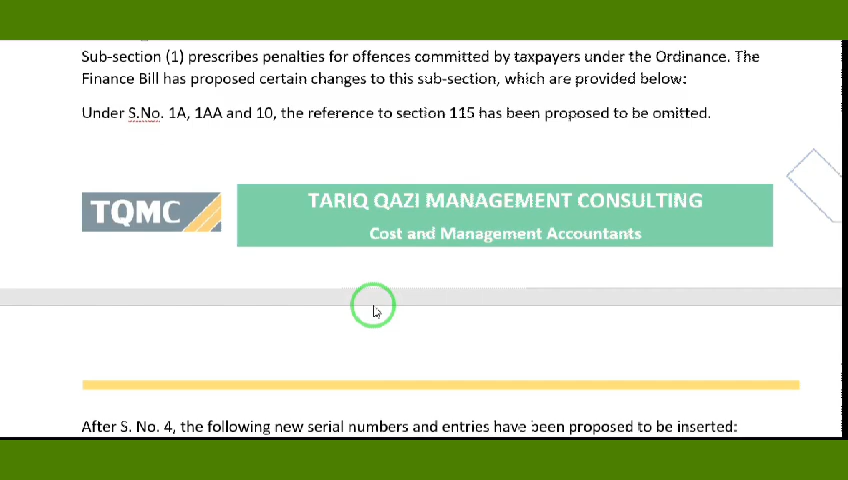 Sub-section (1) prescribes penalties for offences committed by taxpayers under the Ordinance. The
Finance Bill has proposed certain changes to this sub-section, which are provided below:
Under S.No. 1A, 1AA and 10, the reference to section 115 has been proposed to be omitted.
TQMC
TARIQ QAZI MANAGEMENT CONSULTING
Cost and Management Accountants
After S. No. 4, the following new serial numbers and entries have been proposed to be inserted: